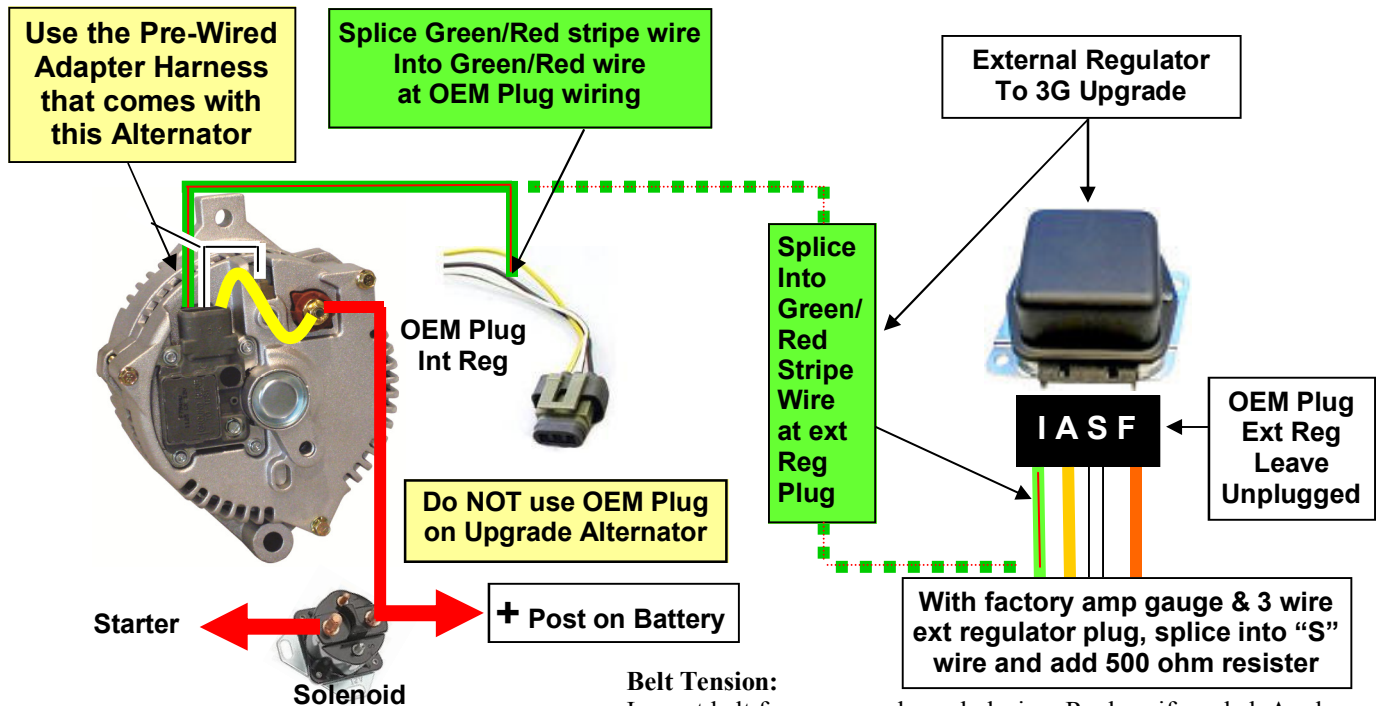 Use the Pre-Wired
Adapter Harness
that comes with
this Alternator
Splice Green/Red stripe wire
Into Green/Red wire
at OEM Plug wiring
External Regulator
To 3G Upgrade
OEM Plug
Int Reg
Splice
Into
Green/
Red
Stripe
Wire
at ext
Reg
Plug
I A S F
OEM Plug
Ext Reg
Leave
Unplugged
Do NOT use OEM Plug
on Upgrade Alternator
Starter
+ Post on Battery
With factory amp gauge & 3 wire
ext regulator plug, splice into “S”
wire and add 500 ohm resister
Solenoid
Belt Tension: